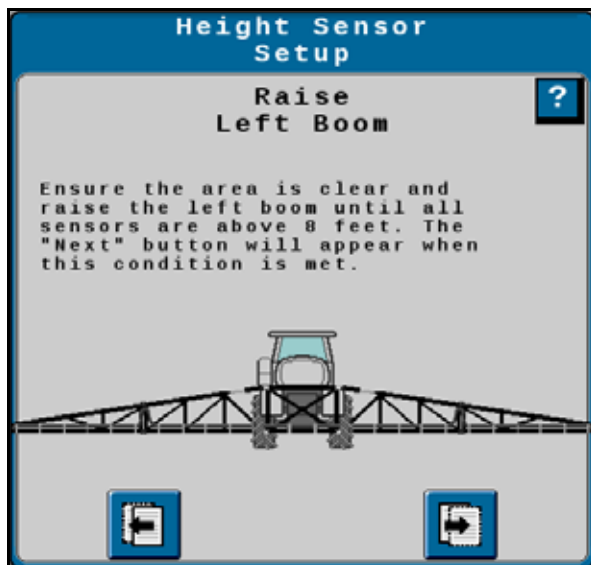 Height Sensor
Setup
Raise
Left Boom
?
Ensure the area is clear and
raise the left boom until all
sensors are above 8 feet. The
"Next" button will appear when
this condition is met.